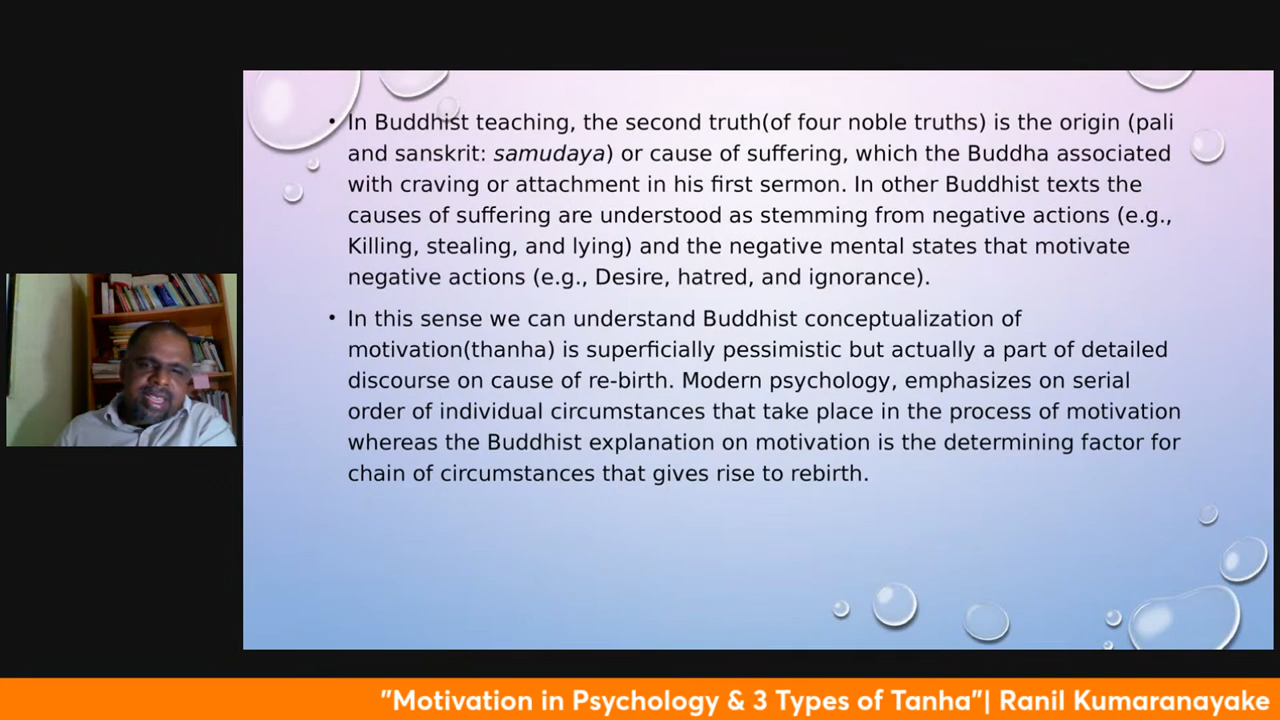 • In Buddhist teaching, the second truth(of four noble truths) is the origin (pali
and sanskrit: samudaya) or cause of suffering, which the Buddha associated
with craving or attachment in his first sermon. In other Buddhist texts the
causes of suffering are understood as stemming from negative actions (e.g.,
Killing, stealing, and lying) and the negative mental states that motivate
negative actions (e.g., Desire, hatred, and ignorance).
• In this sense we can understand Buddhist conceptualization of
motivation(thanha) is superficially pessimistic but actually a part of detailed
discourse on cause of re-birth. Modern psychology, emphasizes on serial
order of individual circumstances that take place in the process of motivation
whereas the Buddhist explanation on motivation is the determining factor for
chain of circumstances that gives rise to rebirth.
"Motivation in Psychology & 3 Types of Tanha"| Ranil Kumaranayake